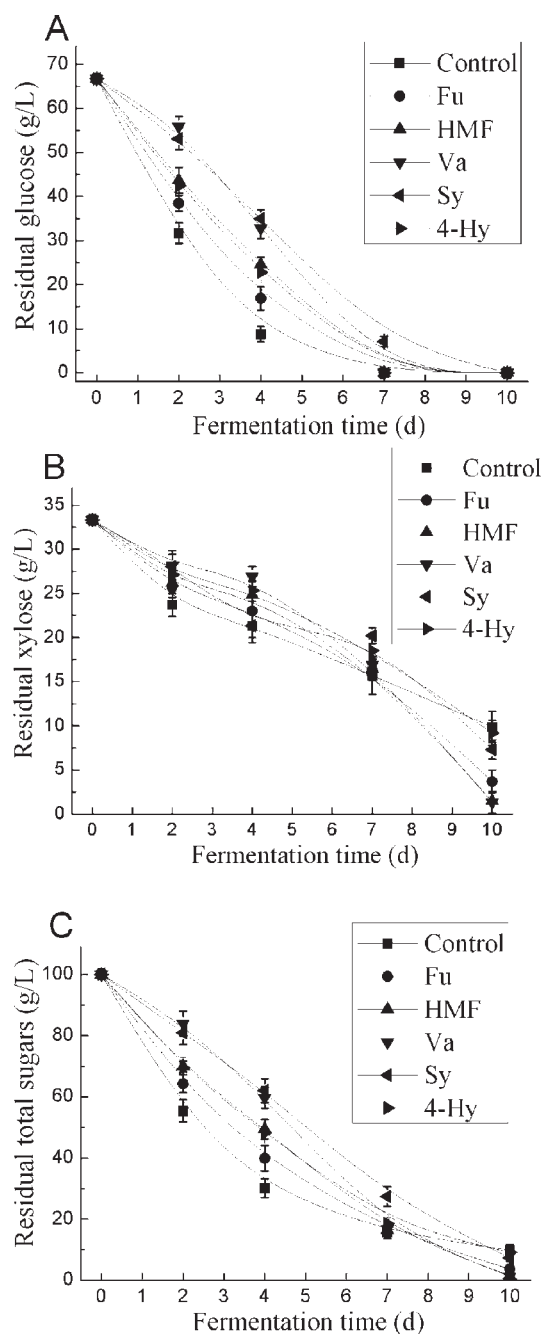 A
Residual glucose (g/L)
70
60
50
40
30
20
10
0
Control
Fu
HMF
Va
Sy
4-Hy
0 1 2 3 4 5 6 7 8 9 10
Fermentation time (d)
B
Residual xylose (g/L)
35
30
25
20
15
10
5
0
Control
Fu
HMF
Va
Sy
4-Hy
0 1 2 3 4 5 6 7 8 9 10
Fermentation time (d)
C
Residual total sugars (g/L)
100
80
60
40
20
0
Control
Fu
HMF
Va
Sy
4-Hy
0 1 2 3 4 5 6 7 8 9 10
Fermentation time (d)